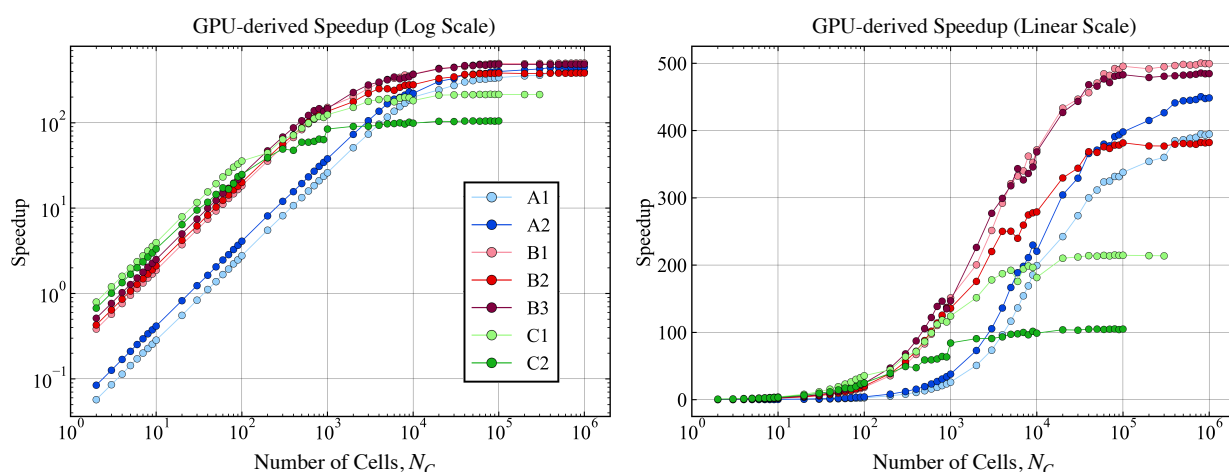 GPU-derived Speedup (Log Scale)
Speedup
10^2
10^1
10^0
10^−1
10^0 10^1 10^2 10^3 10^4 10^5 10^6
Number of Cells, N_C
A1
A2
B1
B2
B3
C1
C2
GPU-derived Speedup (Linear Scale)
Speedup
500
400
300
200
100
0
10^0 10^1 10^2 10^3 10^4 10^5 10^6
Number of Cells, N_C